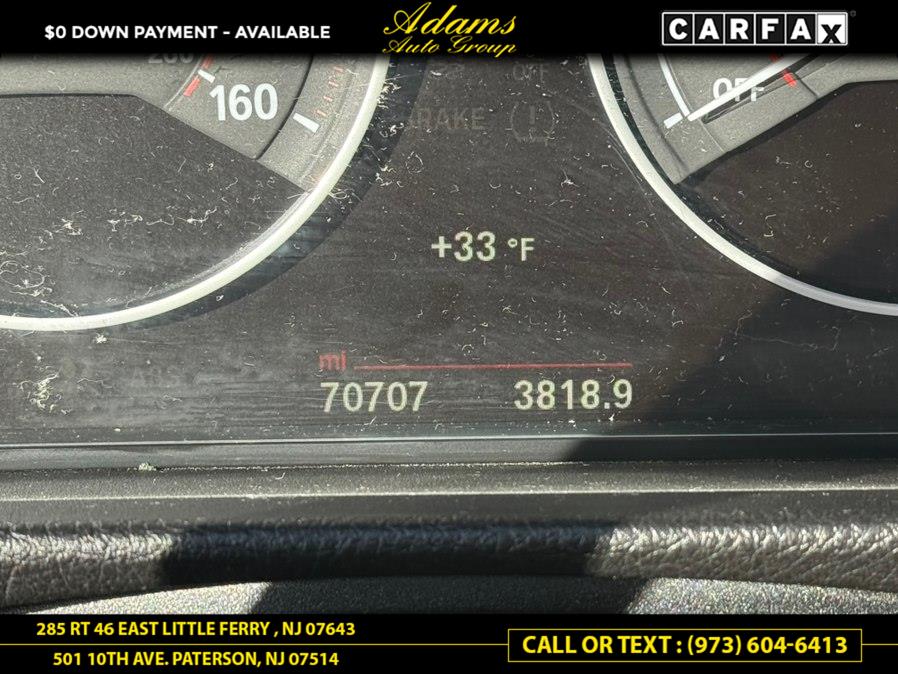 $0 DOWN PAYMENT - AVAILABLE
Adams
Auto Group
CARFAX
160
OFF
BRAKE
+33 °F
mi
70707 3818.9
285 RT 46 EAST LITTLE FERRY , NJ 07643
501 10TH AVE. PATERSON, NJ 07514
CALL OR TEXT : (973) 604-6413